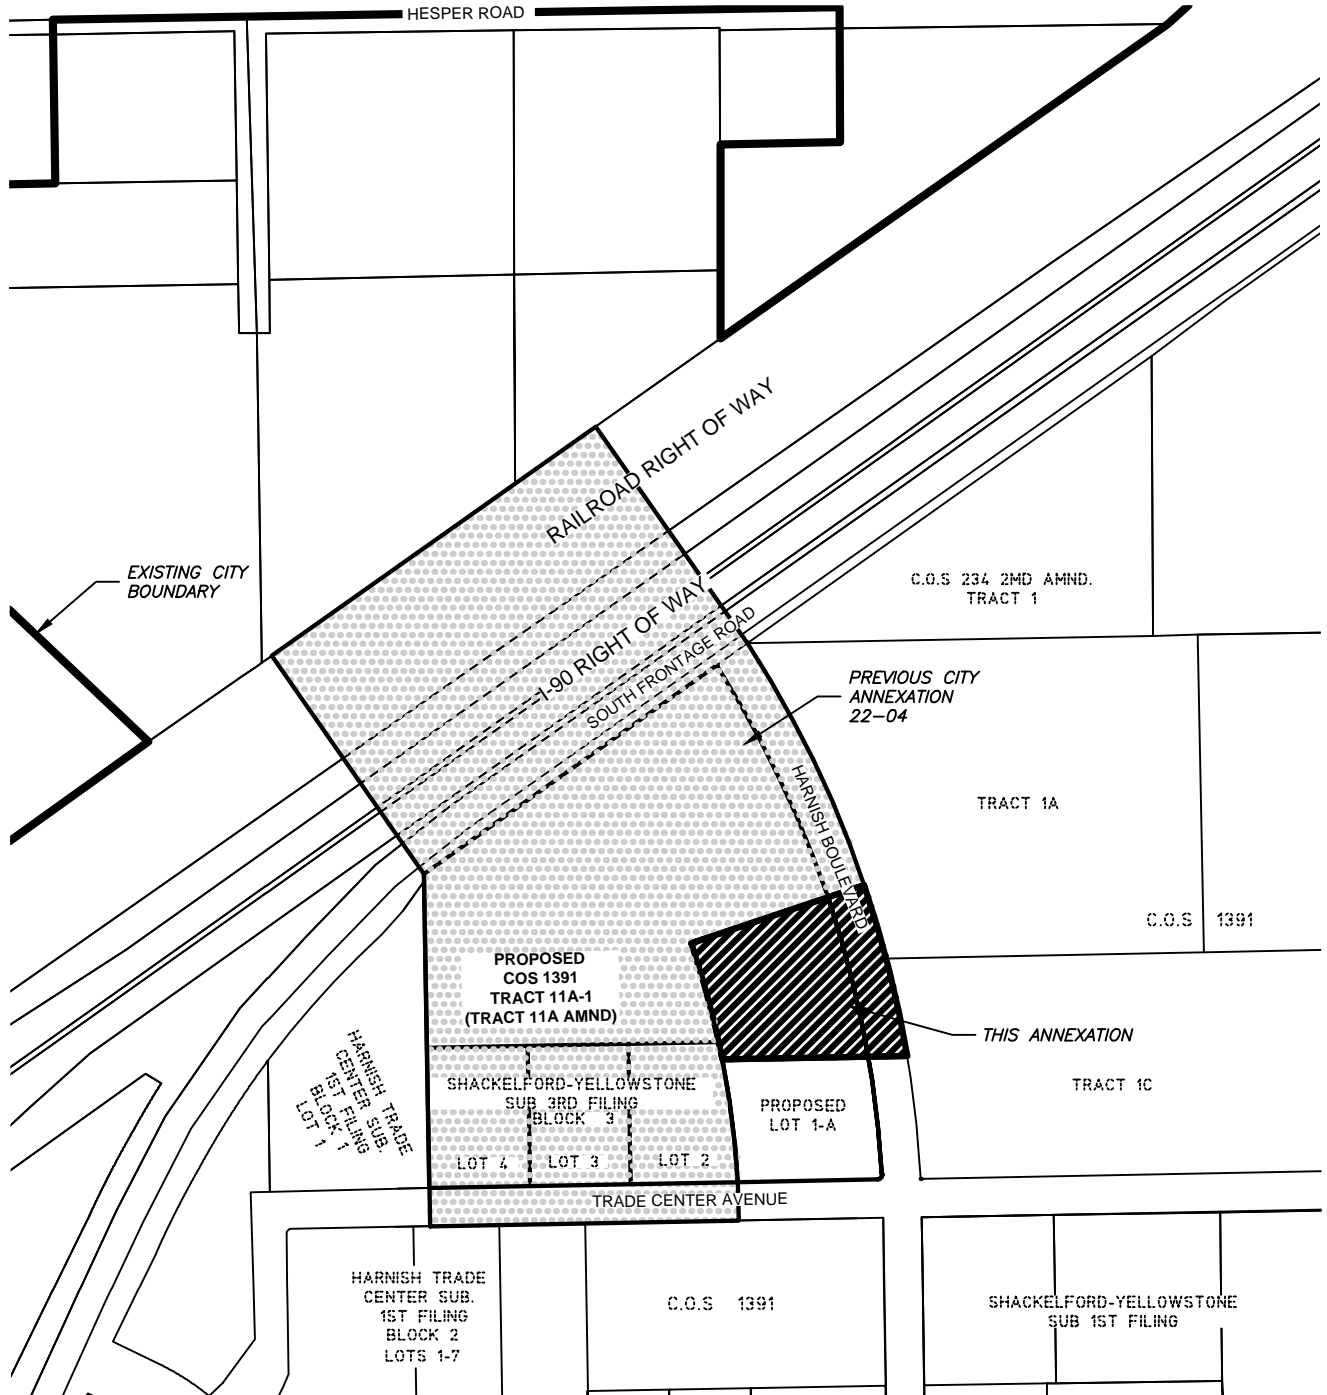 HESPER ROAD
RAILROAD RIGHT OF WAY
EXISTING CITY
BOUNDARY
C.O.S 234 2MD AMND.
TRACT 1
I-90 RIGHT OF WAY
SOUTH FRONTAGE ROAD
PREVIOUS CITY
ANNEXATION
22-04
HARNISH BOULEVARD
TRACT 1A
C.O.S 1391
PROPOSED
COS 1391
TRACT 11A-1
(TRACT 11A AMND)
THIS ANNEXATION
HARNISH TRADE
CENTER SUB.
1ST FILING
BLOCK 1
LOT 1
SHACKELFORD-YELLOWSTONE
SUB 3RD FILING
BLOCK 3
LOT 4
LOT 3
LOT 2
PROPOSED
LOT 1-A
TRACT 1C
TRADE CENTER AVENUE
HARNISH TRADE
CENTER SUB.
1ST FILING
BLOCK 2
LOTS 1-7
C.O.S 1391
SHACKELFORD-YELLOWSTONE
SUB 1ST FILING